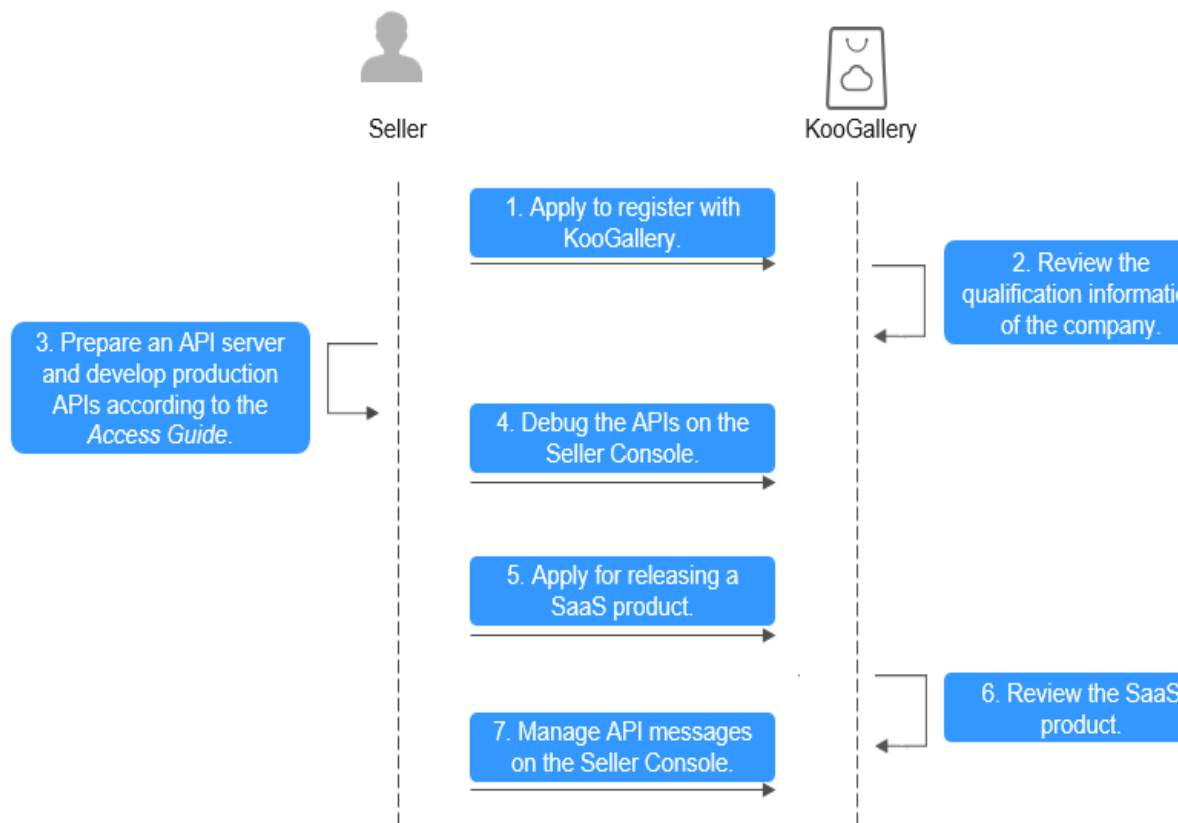 Seller
KooGallery
1. Apply to register with
KooGallery.
2. Review the
qualification informatio
of the company.
3. Prepare an API server
and develop production
APIs according to the
Access Guide.
4. Debug the APIs on the
Seller Console.
5. Apply for releasing a
SaaS product.
6. Review the SaaS
product.
7. Manage API messages
on the Seller Console.